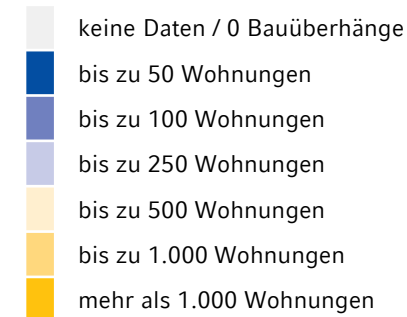 keine Daten / 0 Bauüberhänge
bis zu 50 Wohnungen
bis zu 100 Wohnungen
bis zu 250 Wohnungen
bis zu 500 Wohnungen
bis zu 1.000 Wohnungen
mehr als 1.000 Wohnungen